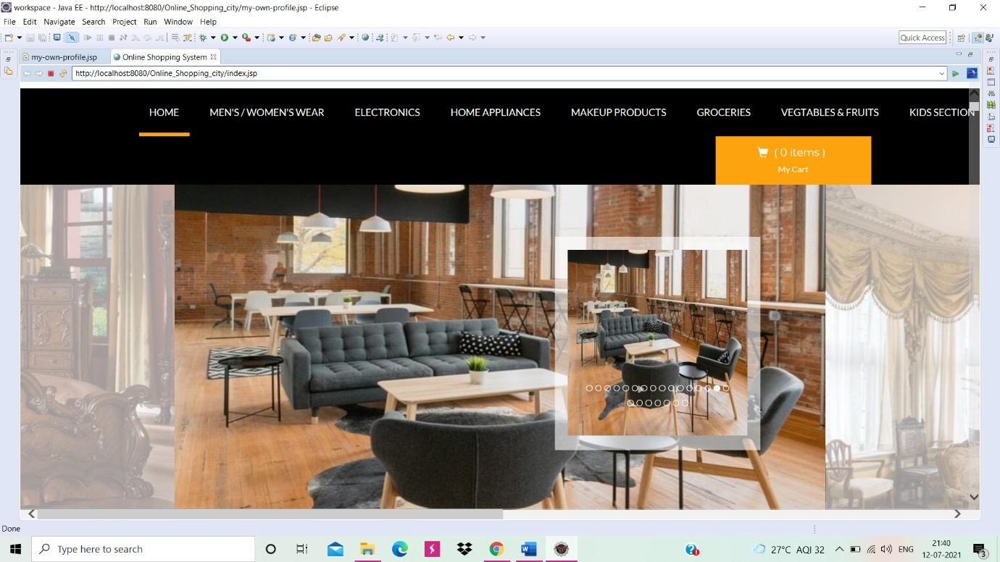 workspace - Java EE - http://localhost:8080/Online_Shopping_city/my-own-profile.jsp - Eclipse
File Edit Navigate Search Project Run Window Help
Quick Access
my-own-profile.jsp Online Shopping System
http://localhost:8080/Online_Shopping_city/index.jsp
HOME MEN'S / WOMEN'S WEAR ELECTRONICS HOME APPLIANCES MAKEUP PRODUCTS GROCERIES VEGTABLES & FRUITS KIDS SECTION
( 0 items )
My Cart
Done
Type here to search
27°C AQI 32
ENG
21:40
12-07-2021
3